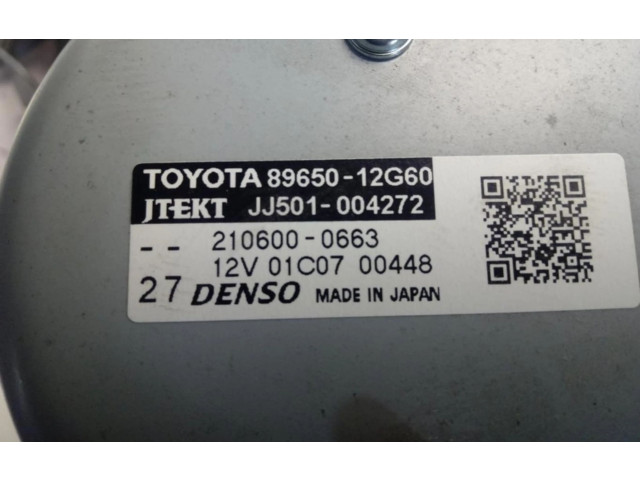 TOYOTA 89650-12G60
JTEKT JJ501-004272
-- 210600-0663
12V 01C07 00448
27 DENSO MADE IN JAPAN